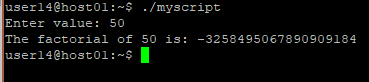 user14@host01:~$ ./myscript
Enter value: 50
The factorial of 50 is: -3258495067890909184
user14@host01:~$